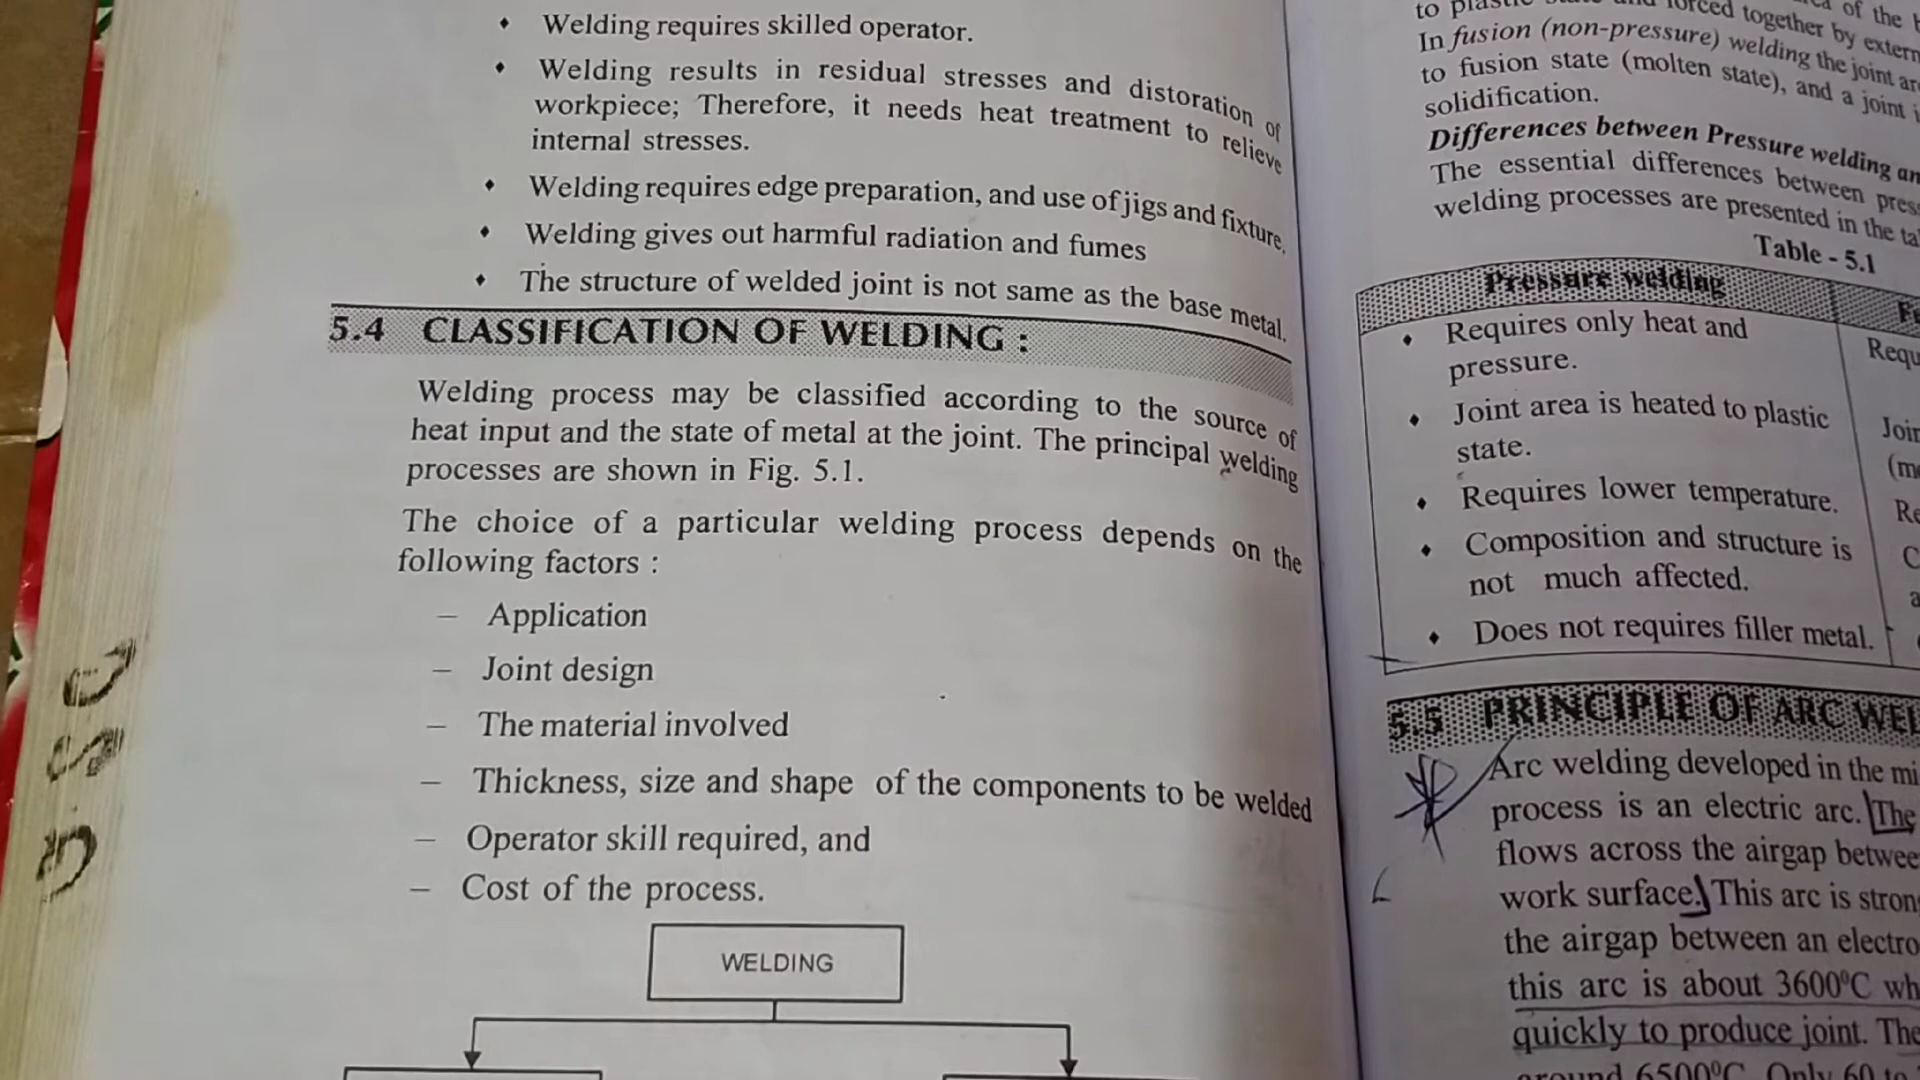 • Welding requires skilled operator.
• Welding results in residual stresses and distoration of
workpiece; Therefore, it needs heat treatment to relieve
internal stresses.
• Welding requires edge preparation, and use of jigs and fixture.
• Welding gives out harmful radiation and fumes
• The structure of welded joint is not same as the base metal.
5.4 CLASSIFICATION OF WELDING :
Welding process may be classified according to the source of
heat input and the state of metal at the joint. The principal welding
processes are shown in Fig. 5.1.
The choice of a particular welding process depends on the
following factors :
– Application
– Joint design
– The material involved
– Thickness, size and shape of the components to be welded
– Operator skill required, and
– Cost of the process.
WELDING
of the
to plastic forced together by extern
In fusion (non-pressure) welding the joint
to fusion state (molten state), and a joint
solidification.
Differences between Pressure welding
The essential differences between
welding processes are presented in the
Table - 5.1
Pressure welding
• Requires only heat and
pressure.
• Joint area is heated to plastic
state.
• Requires lower temperature.
• Composition and structure is
not much affected.
• Does not requires filler metal.
5.5 PRINCIPLE OF ARC WEL
Arc welding developed in the mi
process is an electric arc. The
flows across the airgap betwee
work surface. This arc is stron
the airgap between an electro
this arc is about 3600°C wh
quickly to produce joint. The
around 6500°C. Only 60 to